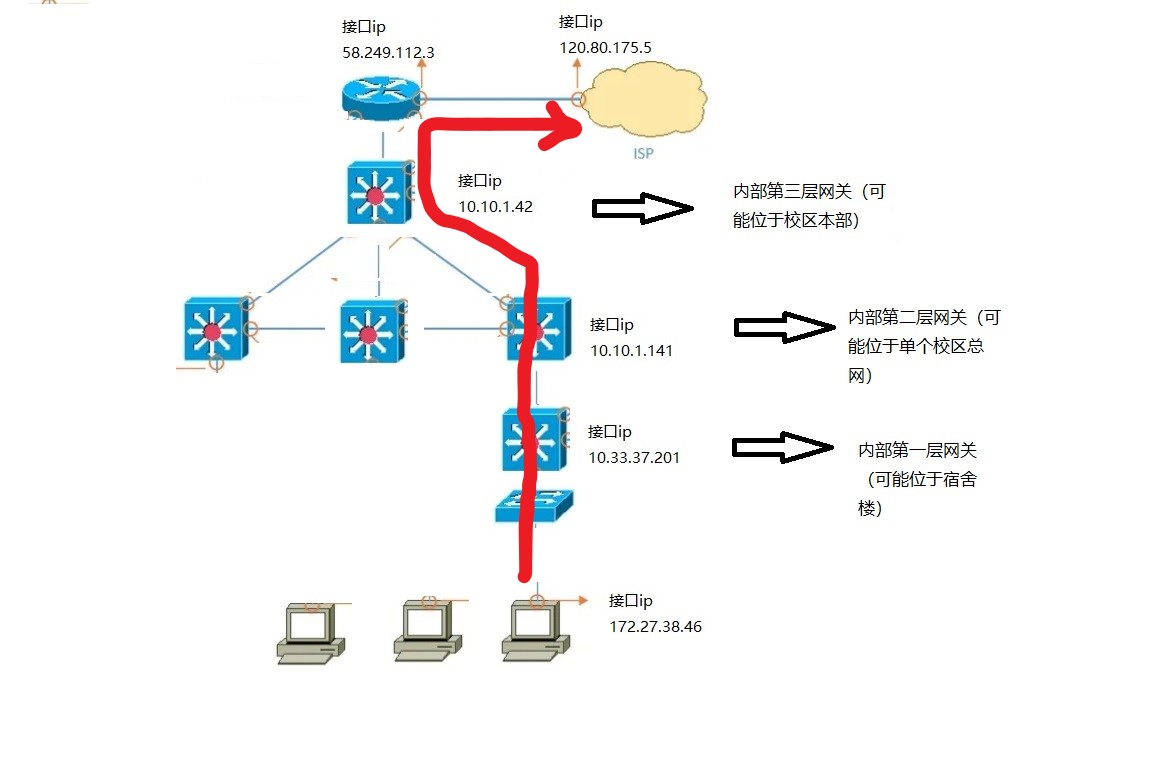 接口ip
58.249.112.3
接口ip
120.80.175.5
ISP
接口ip
10.10.1.42
内部第三层网关（可
能位于校区本部）
接口ip
10.10.1.141
内部第二层网关（可
能位于单个校区总
网）
接口ip
10.33.37.201
内部第一层网关
（可能位于宿舍
楼）
接口ip
172.27.38.46